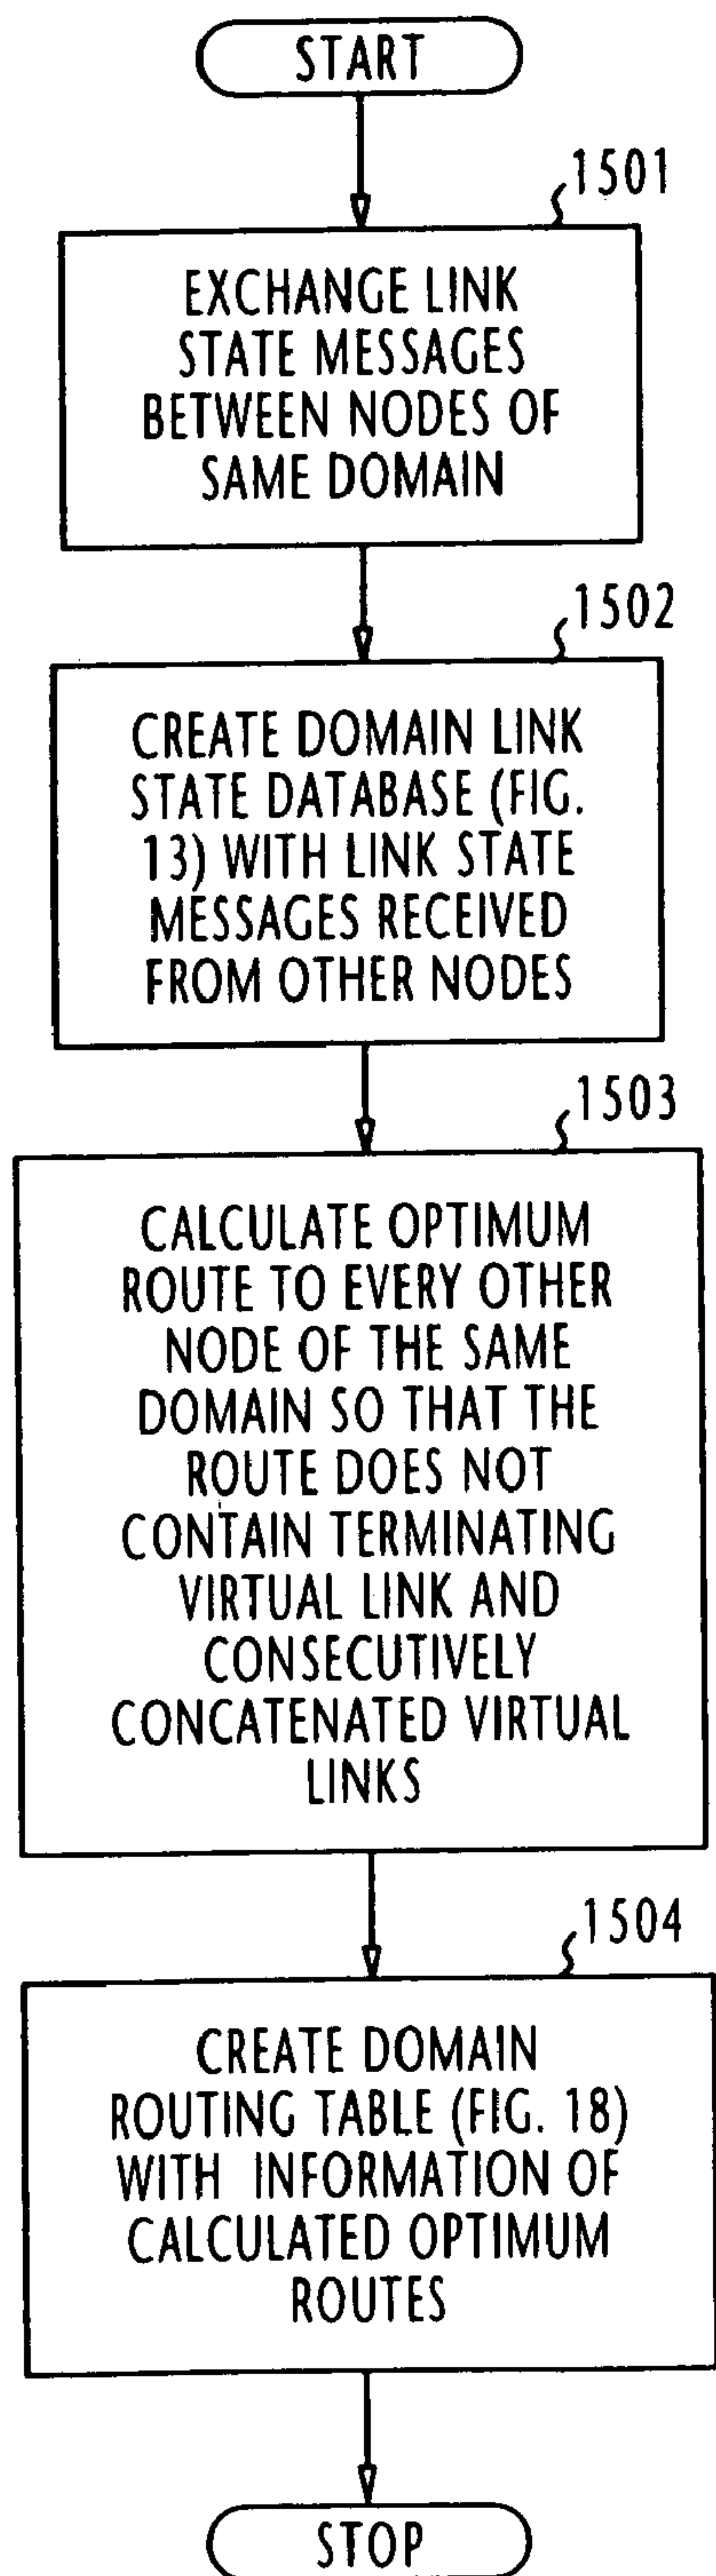 START
1501
EXCHANGE LINK
STATE MESSAGES
BETWEEN NODES OF
SAME DOMAIN
1502
CREATE DOMAIN LINK
STATE DATABASE (FIG.
13) WITH LINK STATE
MESSAGES RECEIVED
FROM OTHER NODES
1503
CALCULATE OPTIMUM
ROUTE TO EVERY OTHER
NODE OF THE SAME
DOMAIN SO THAT THE
ROUTE DOES NOT
CONTAIN TERMINATING
VIRTUAL LINK AND
CONSECUTIVELY
CONCATENATED VIRTUAL
LINKS
1504
CREATE DOMAIN
ROUTING TABLE (FIG. 18)
WITH INFORMATION OF
CALCULATED OPTIMUM
ROUTES
STOP